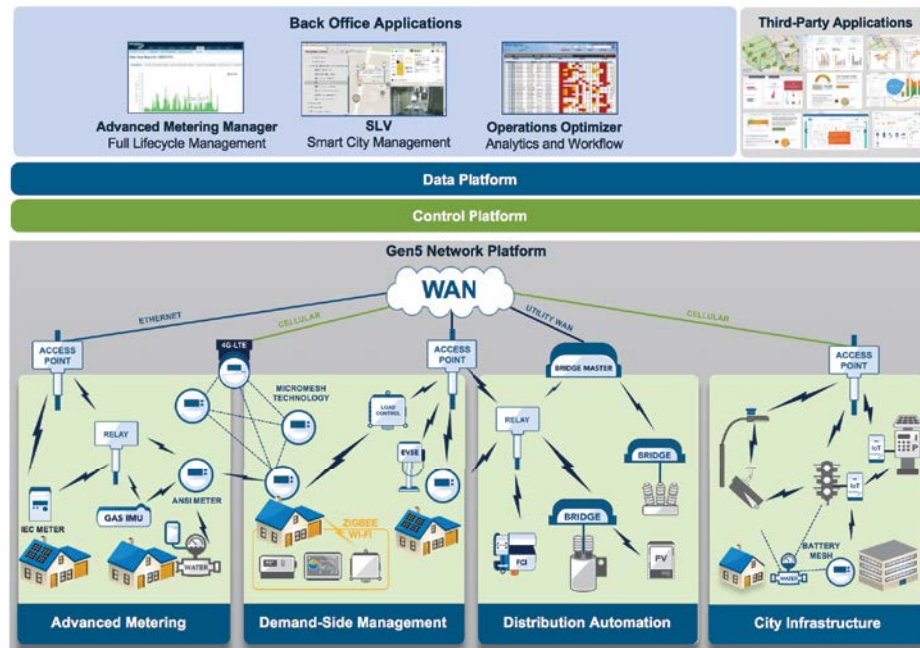 Back Office Applications
Third-Party Applications
Advanced Metering Manager
Full Lifecycle Management
SLV
Smart City Management
Operations Optimizer
Analytics and Workflow
Data Platform
Control Platform
Gen5 Network Platform
WAN
ETHERNET
CELLULAR
UTILITY WAN
CELLULAR
4G-LTE
ACCESS
POINT
ACCESS
POINT
BRIDGE MASTER
ACCESS
POINT
MICROMESH
TECHNOLOGY
LOAD
CONTROL
RELAY
RELAY
EVSE
BRIDGE
IoT
IoT
IEC METER
GAS IMU
ANSI METER
WATER
ZIGBEE
WI-FI
FCI
BRIDGE
PV
BATTERY
MESH
WATER
Advanced Metering
Demand-Side Management
Distribution Automation
City Infrastructure